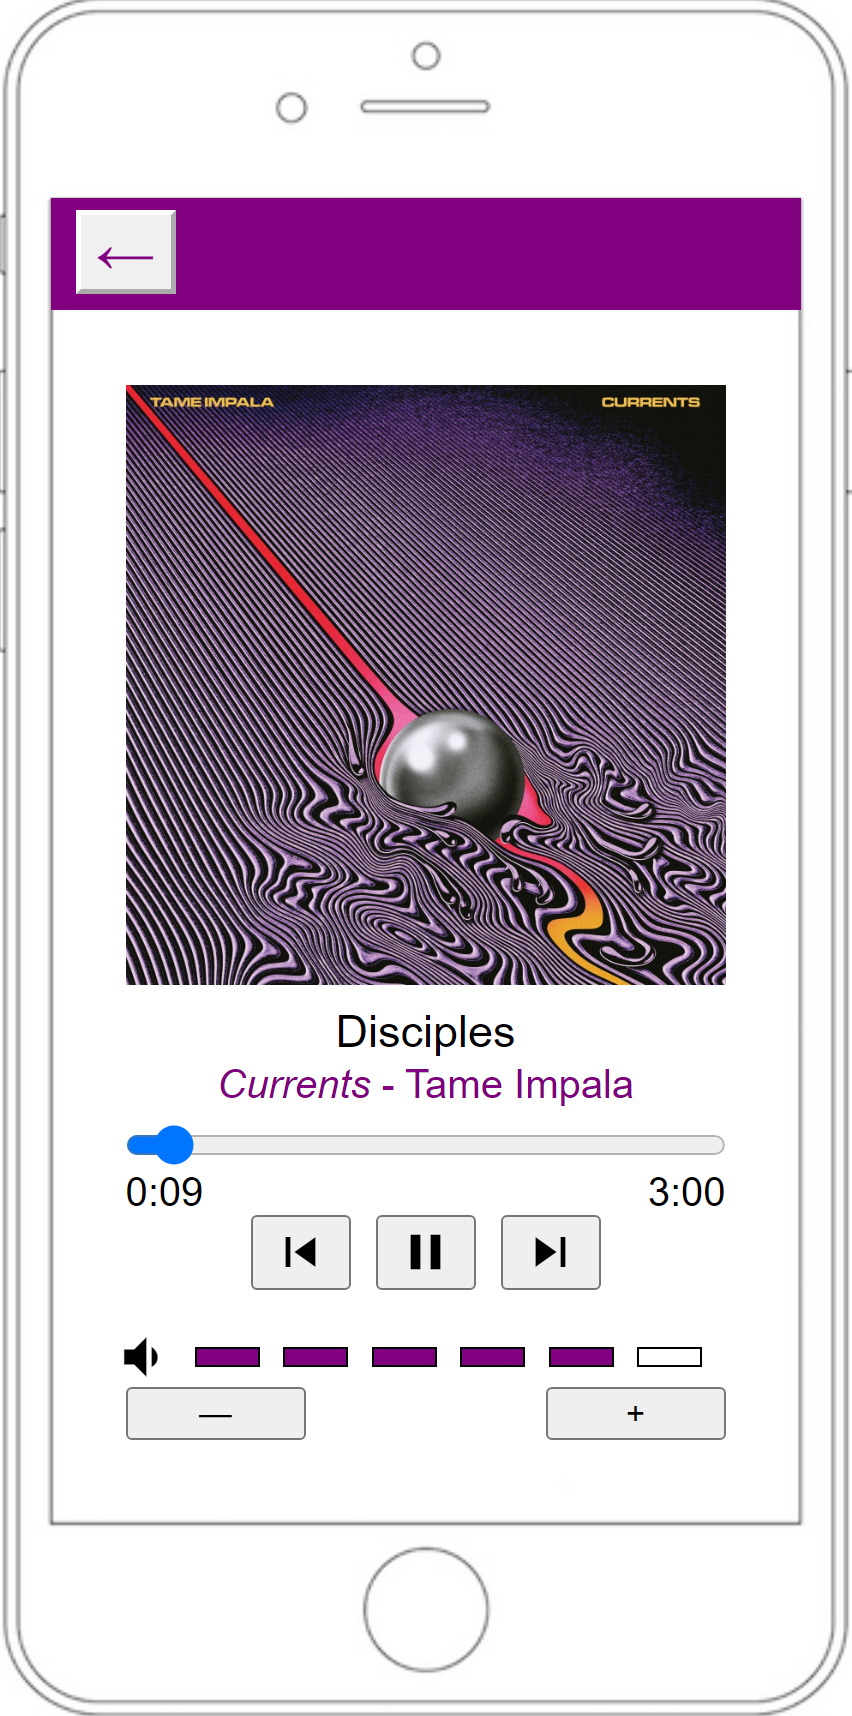 ←
TAME IMPALA CURRENTS
Disciples
Currents - Tame Impala
0:09 3:00
— +